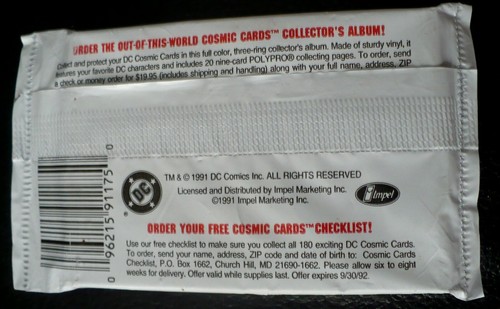 ORDER THE OUT-OF-THIS-WORLD COSMIC CARDS™ COLLECTOR'S ALBUM!
Collect and protect your DC Cosmic Cards in this full color, three-ring collector's album. Made of sturdy vinyl, it
features your favorite DC characters and includes 20 nine-card POLYPRO® collecting pages. To order, send
a check or money order for $19.95 (includes shipping and handling) along with your full name, address, ZIP
0 96215 91175 0
DC
TM & © 1991 DC Comics Inc. ALL RIGHTS RESERVED
Licensed and Distributed by Impel Marketing Inc.
©1991 Impel Marketing Inc.
Impel
ORDER YOUR FREE COSMIC CARDS™ CHECKLIST!
Use our free checklist to make sure you collect all 180 exciting DC Cosmic Cards.
To order, send your name, address, ZIP code and date of birth to: Cosmic Cards
Checklist, P.O. Box 1662, Church Hill, MD 21690-1662. Please allow six to eight
weeks for delivery. Offer valid while supplies last. Offer expires 9/30/92.